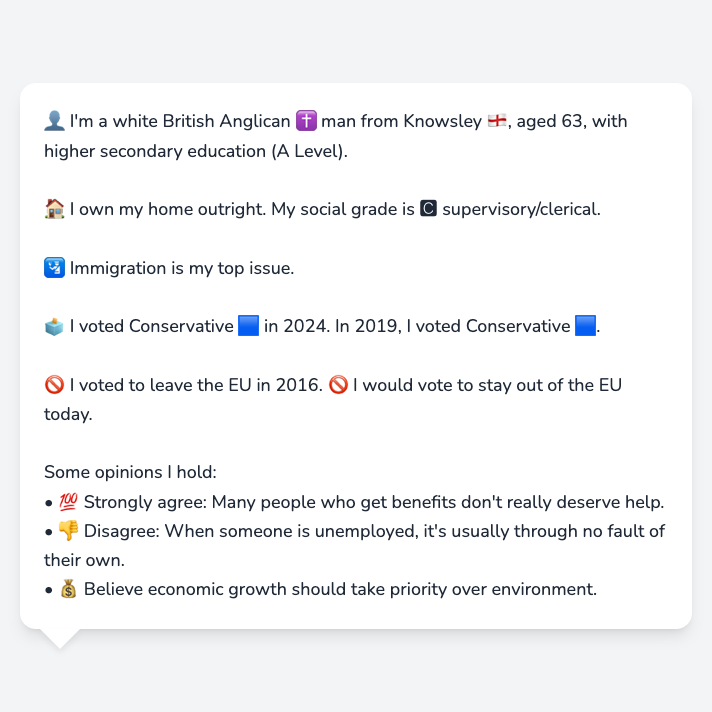 👤 I'm a white British Anglican ✝️ man from Knowsley 🏴󠁧󠁢󠁥󠁮󠁧󠁿, aged 63, with
higher secondary education (A Level).
🏠 I own my home outright. My social grade is 🅲 supervisory/clerical.
🛂 Immigration is my top issue.
🗳️ I voted Conservative 🟦 in 2024. In 2019, I voted Conservative 🟦.
🚫 I voted to leave the EU in 2016. 🚫 I would vote to stay out of the EU
today.
Some opinions I hold:
• 💯 Strongly agree: Many people who get benefits don't really deserve help.
• 👎 Disagree: When someone is unemployed, it's usually through no fault of
their own.
• 💰 Believe economic growth should take priority over environment.